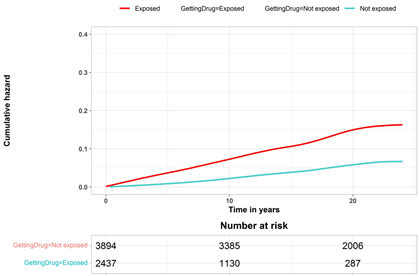 Exposed GettingDrug=Exposed GettingDrug=Not exposed Not exposed
0.4
0.3
0.2
0.1
0.0
Cumulative hazard
0 10 20
Time in years
Number at risk
GettingDrug=Not exposed 3894 3385 2006
GettingDrug=Exposed 2437 1130 287